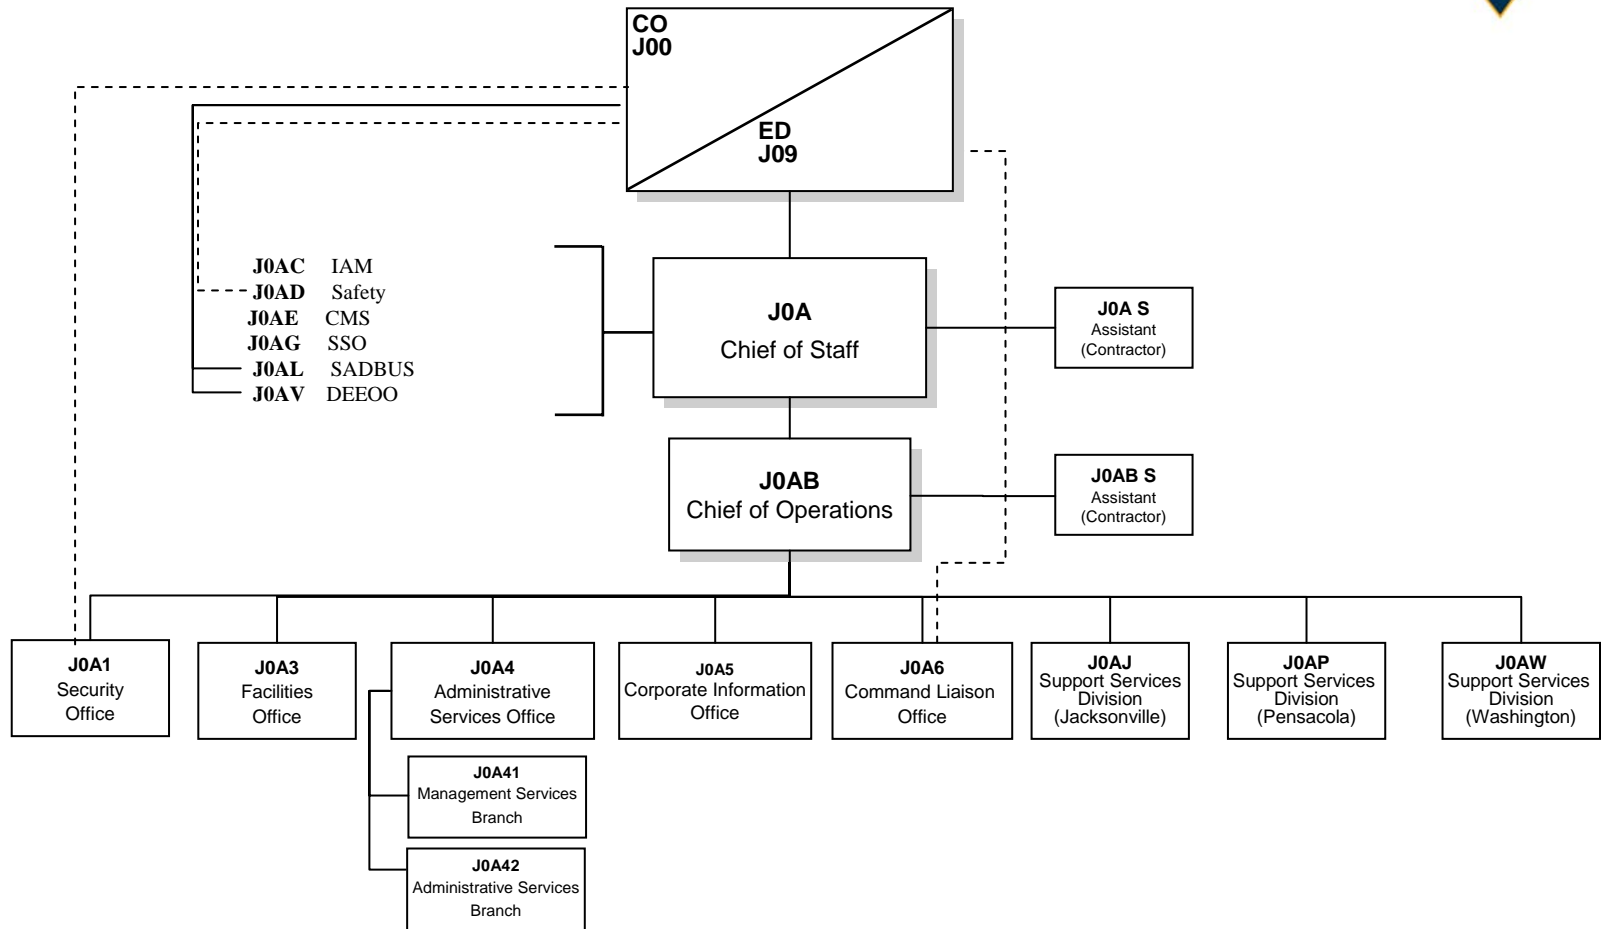 CO
J00
ED
J09
J0AC IAM
J0AD Safety
J0AE CMS
J0AG SSO
J0AL SADBUS
J0AV DEEOO
J0A
Chief of Staff
J0A S
Assistant
(Contractor)
J0AB
Chief of Operations
J0AB S
Assistant
(Contractor)
J0A1
Security
Office
J0A3
Facilities
Office
J0A4
Administrative
Services Office
J0A5
Corporate Information
Office
J0A6
Command Liaison
Office
J0AJ
Support Services
Division
(Jacksonville)
J0AP
Support Services
Division
(Pensacola)
J0AW
Support Services
Division
(Washington)
J0A41
Management Services
Branch
J0A42
Administrative Services
Branch